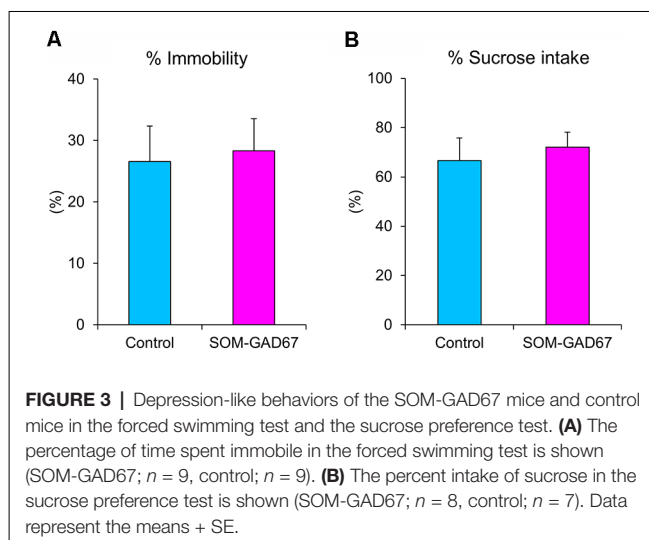 A
% Immobility
40
30
20
10
0
(%)
Control
SOM-GAD67
B
% Sucrose intake
100
80
60
40
20
0
(%)
Control
SOM-GAD67
FIGURE 3 | Depression-like behaviors of the SOM-GAD67 mice and control
mice in the forced swimming test and the sucrose preference test. (A) The
percentage of time spent immobile in the forced swimming test is shown
(SOM-GAD67; n = 9, control; n = 9). (B) The percent intake of sucrose in the
sucrose preference test is shown (SOM-GAD67; n = 8, control; n = 7). Data
represent the means + SE.